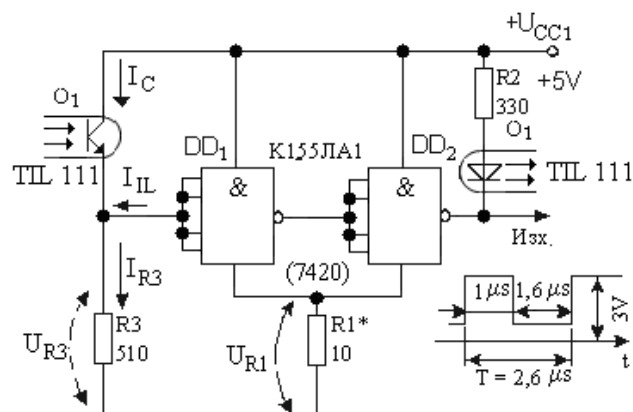 +U_CC1
+5V
I_C
R2
330
O_1
O_1
TIL 111
DD_1
К155ЛА1
DD_2
TIL 111
I_IL
&
&
Изх.
I_R3
(7420)
1 μs
1,6 μs
3V
U_R3
R3
510
U_R1
R1*
10
T = 2,6 μs
t